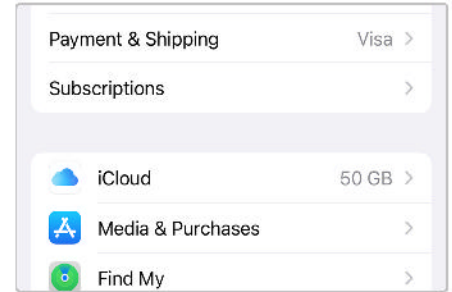 Payment & Shipping Visa
Subscriptions
iCloud 50 GB
Media & Purchases
Find My